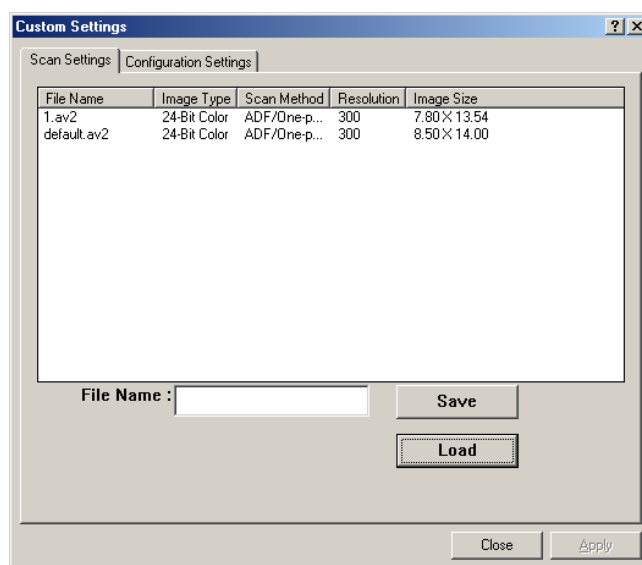 Custom Settings
Scan Settings Configuration Settings
File Name Image Type Scan Method Resolution Image Size
1.av2 24-Bit Color ADF/One-p... 300 7.80 X 13.54
default.av2 24-Bit Color ADF/One-p... 300 8.50 X 14.00
File Name : Save
Load
Close Apply